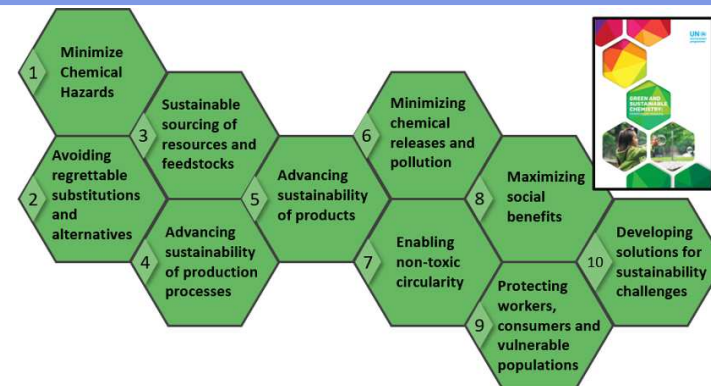 1
Minimize
Chemical
Hazards
2
Avoiding
regrettable
substitutions
and
alternatives
3
Sustainable
sourcing of
resources and
feedstocks
4
Advancing
sustainability
of production
processes
5
Advancing
sustainability
of products
6
Minimizing
chemical
releases and
pollution
7
Enabling
non-toxic
circularity
8
Maximizing
social
benefits
9
Protecting
workers,
consumers and
vulnerable
populations
10
Developing
solutions for
sustainability
challenges
UN
GREEN AND
SUSTAINABLE
CHEMISTRY: